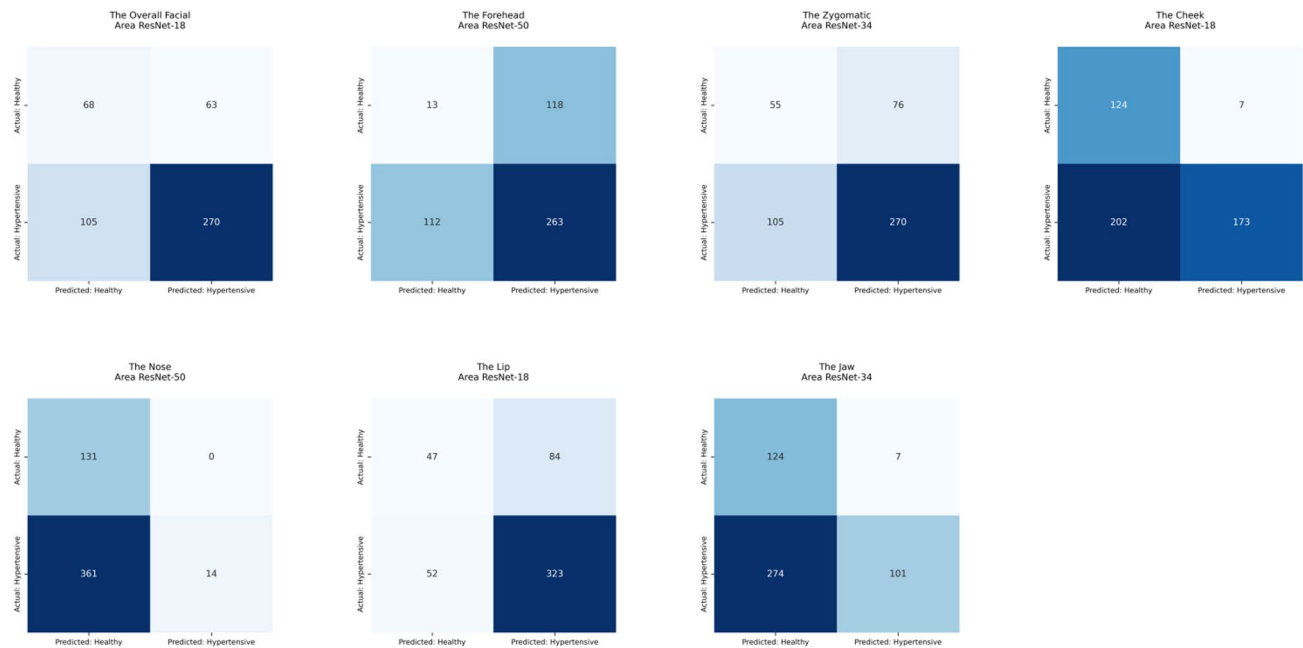 The Overall Facial
Area ResNet-18
Actual: Healthy
68
63
Actual: Hypertensive
105
270
Predicted: Healthy
Predicted: Hypertensive
The Forehead
Area ResNet-50
Actual: Healthy
13
118
Actual: Hypertensive
112
263
Predicted: Healthy
Predicted: Hypertensive
The Zygomatic
Area ResNet-34
Actual: Healthy
55
76
Actual: Hypertensive
105
270
Predicted: Healthy
Predicted: Hypertensive
The Cheek
Area ResNet-18
Actual: Healthy
124
7
Actual: Hypertensive
202
173
Predicted: Healthy
Predicted: Hypertensive
The Nose
Area ResNet-50
Actual: Healthy
131
0
Actual: Hypertensive
361
14
Predicted: Healthy
Predicted: Hypertensive
The Lip
Area ResNet-18
Actual: Healthy
47
84
Actual: Hypertensive
52
323
Predicted: Healthy
Predicted: Hypertensive
The Jaw
Area ResNet-34
Actual: Healthy
124
7
Actual: Hypertensive
274
101
Predicted: Healthy
Predicted: Hypertensive